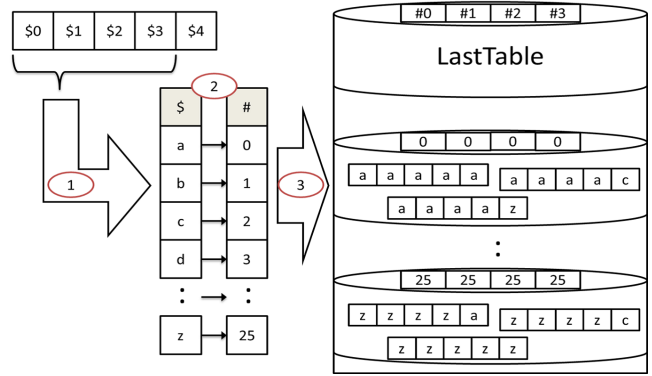 $0 $1 $2 $3 $4
1
2
$ #
a 0
b 1
c 2
d 3
: :
z 25
3
#0 #1 #2 #3
LastTable
0 0 0 0
a a a a a
a a a a c
a a a a z
:
25 25 25 25
z z z z a
z z z z c
z z z z z